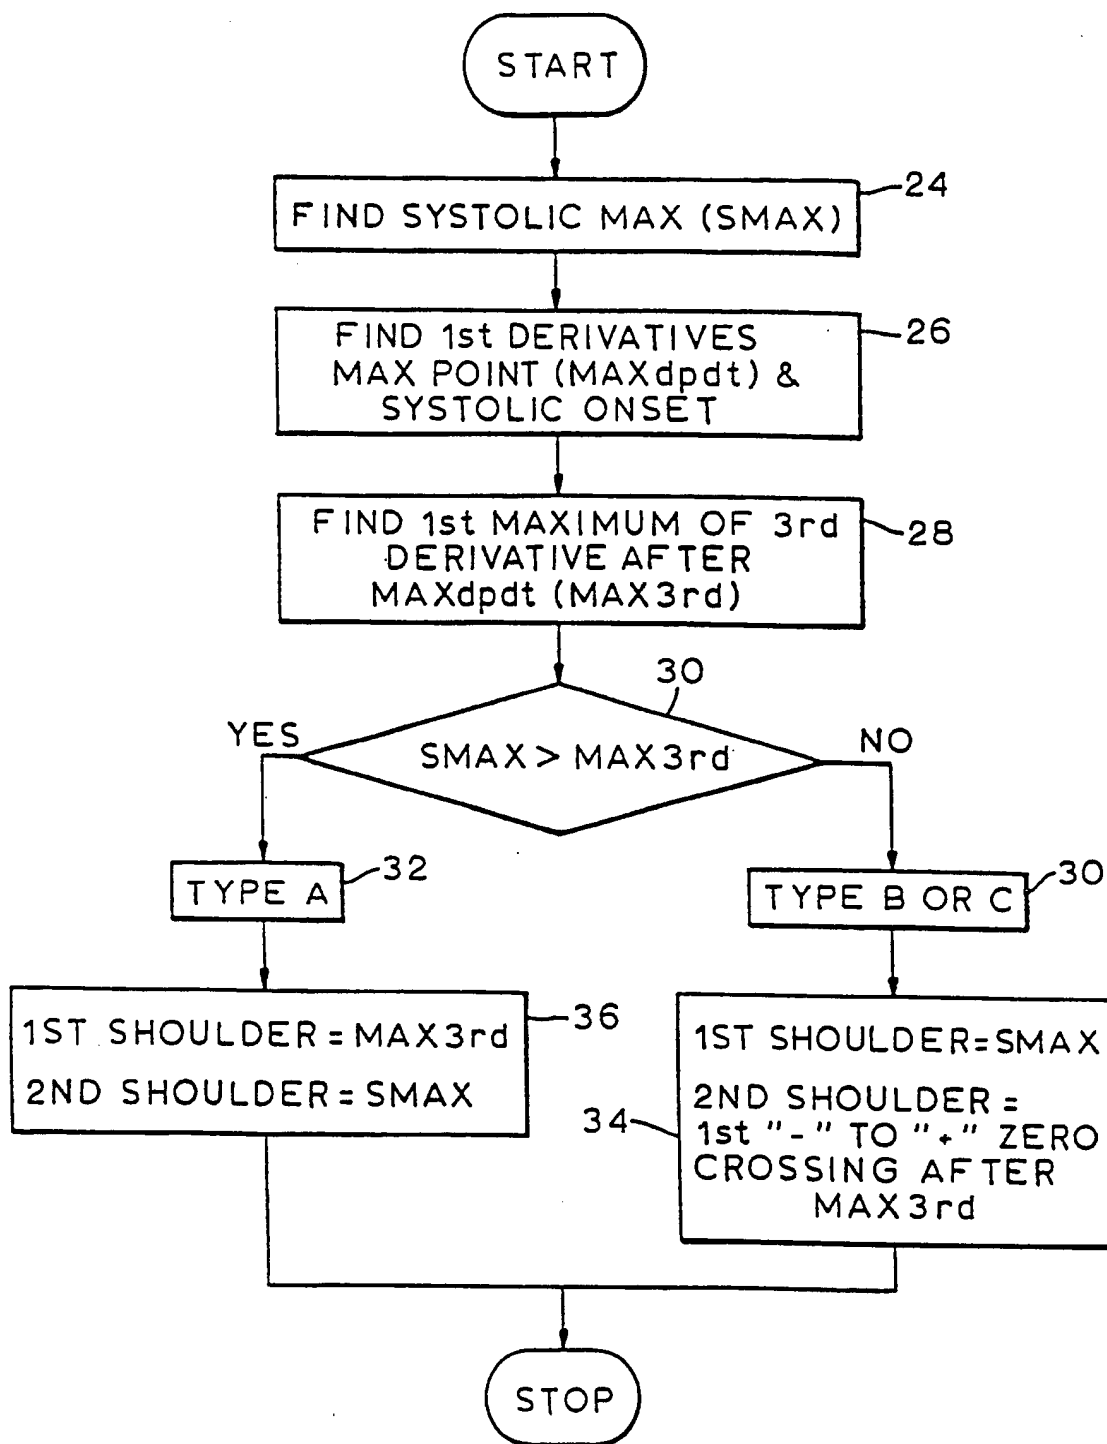 START
24
FIND SYSTOLIC MAX (SMAX)
26
FIND 1st DERIVATIVES
MAX POINT (MAXdpdt) &
SYSTOLIC ONSET
28
FIND 1st MAXIMUM OF 3rd
DERIVATIVE AFTER
MAXdpdt (MAX3rd)
30
YES
SMAX > MAX3rd
NO
32
TYPE A
30
TYPE B OR C
36
1ST SHOULDER = MAX3rd
2ND SHOULDER = SMAX
34
1ST SHOULDER = SMAX
2ND SHOULDER =
1st "-" TO "+" ZERO
CROSSING AFTER
MAX3rd
STOP